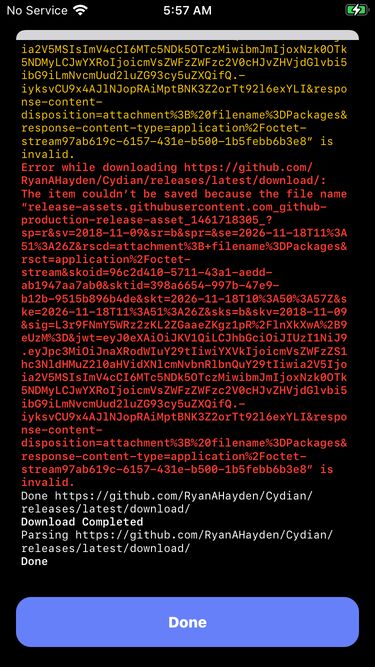 No Service
5:57 AM
ia2V5MSIsImV4cCI6MTc5NDk5OTczMiwibmJmIjoxNzk0OTk
5NDMyLCJwYXRoIjoicmVsZWFzZWFzc2V0cHJvZHVjdGlvbi5
ibG9iLmNvcmUud2luZG93cy5uZXQifQ.-
iyksvCU9x4AJlNJopRAiMptBNK3Z2orTt92l6exYLI&respo
nse-content-
disposition=attachment%3B%20filename%3DPackages&
response-content-type=application%2Foctet-
stream97ab619c-6157-431e-b500-1b5febb6b3e8” is
invalid.
Error while downloading https://github.com/
RyanAHayden/Cydian/releases/latest/download/:
The item couldn’t be saved because the file name
“release-assets.githubusercontent.com_github-
production-release-asset_1461718305_?
sp=r&sv=2018-11-09&sr=b&spr=&se=2026-11-18T11%3A
51%3A26Z&rscd=attachment%3B+filename%3DPackages&
rsct=application%2Foctet-
stream&skoid=96c2d410-5711-43a1-aedd-
ab1947aa7ab0&sktid=398a6654-997b-47e9-
b12b-9515b896b4de&skt=2026-11-18T10%3A50%3A57Z&s
ke=2026-11-18T11%3A51%3A26Z&sks=b&skv=2018-11-09
&sig=L3r9FNmY5WRz2zKL2ZGaaeZKgz1pR%2FlnXkXwA%2B9
eUzM%3D&jwt=eyJ0eXAiOiJKV1QiLCJhbGciOiJIUzI1NiJ9
.eyJpc3MiOiJnaXRodWIuY29tIiwiYXVkIjoicmVsZWFzZS1
hc3NldHMuZ2l0aHVidXNlcmNvbnRlbnQuY29tIiwia2V5Ijo
ia2V5MSIsImV4cCI6MTc5NDk5OTczMiwibmJmIjoxNzk0OTk
5NDMyLCJwYXRoIjoicmVsZWFzZWFzc2V0cHJvZHVjdGlvbi5
ibG9iLmNvcmUud2luZG93cy5uZXQifQ.-
iyksvCU9x4AJlNJopRAiMptBNK3Z2orTt92l6exYLI&respo
nse-content-
disposition=attachment%3B%20filename%3DPackages&
response-content-type=application%2Foctet-
stream97ab619c-6157-431e-b500-1b5febb6b3e8” is
invalid.
Done https://github.com/RyanAHayden/Cydian/
releases/latest/download/
Download Completed
Parsing https://github.com/RyanAHayden/Cydian/
releases/latest/download/
Done
Done